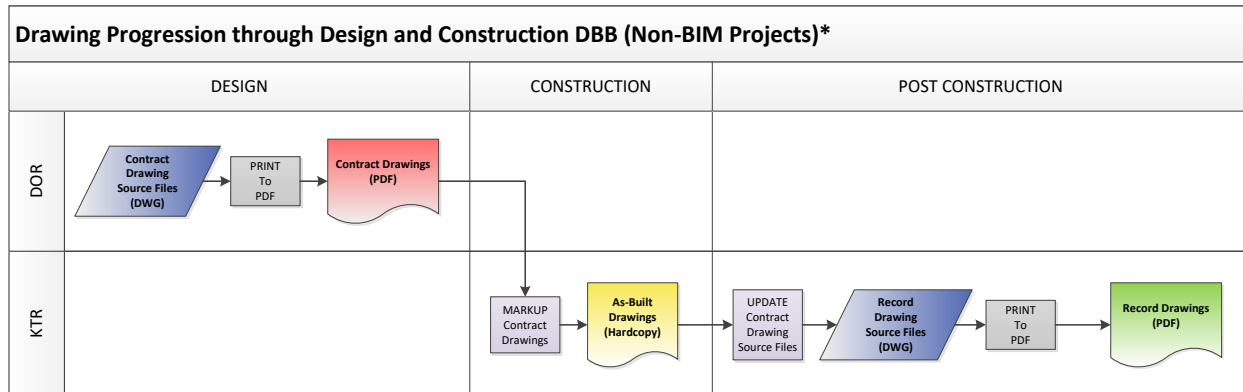 Drawing Progression through Design and Construction DBB (Non-BIM Projects)*
DESIGN
CONSTRUCTION
POST CONSTRUCTION
DOR
Contract
Drawing
Source Files
(DWG)
PRINT
To
PDF
Contract Drawings
(PDF)
KTR
MARKUP
Contract
Drawings
As-Built
Drawings
(Hardcopy)
UPDATE
Contract
Drawing
Source Files
Record
Drawing
Source Files
(DWG)
PRINT
To
PDF
Record Drawings
(PDF)